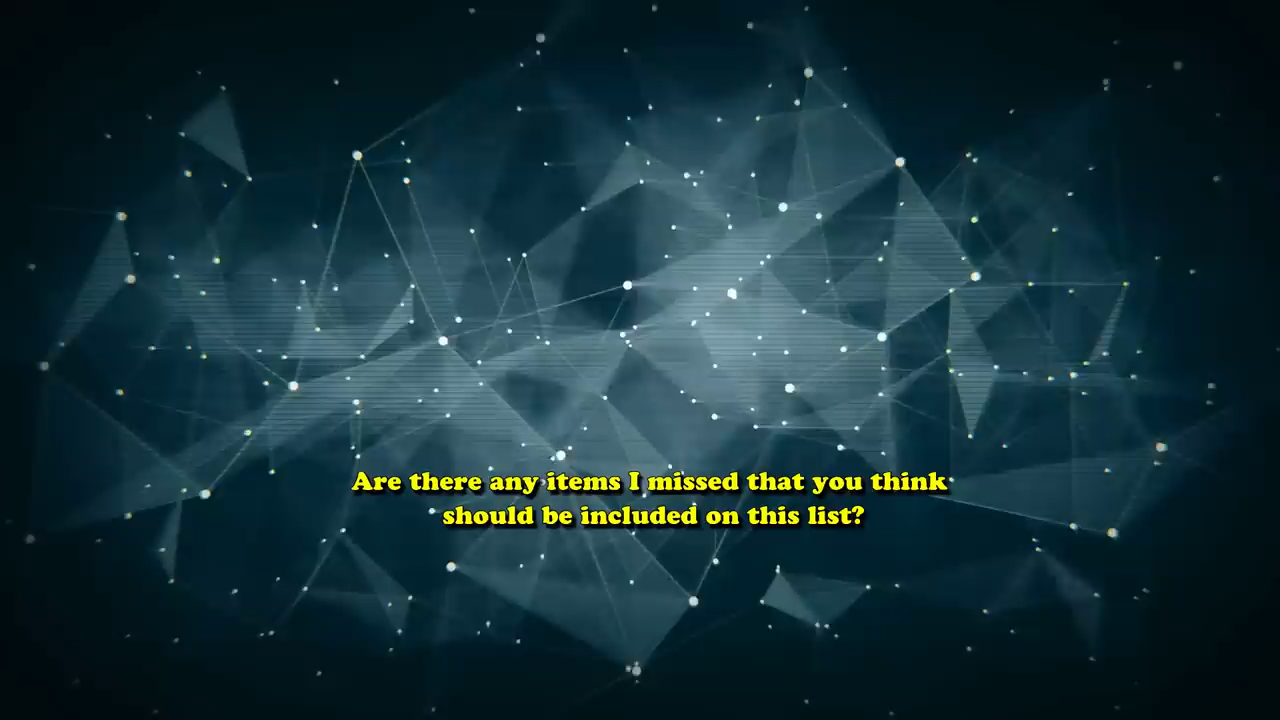 Are there any items I missed that you think
should be included on this list?